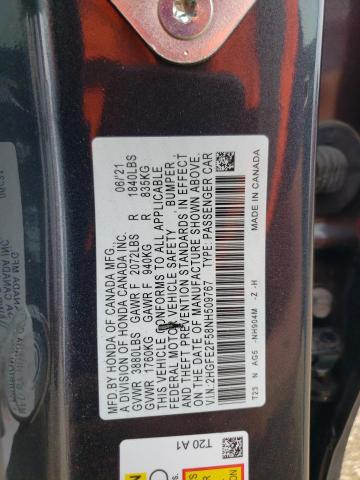 MFD.BY HONDA OF CANADA MFG.
A DIVISION OF HONDA CANADA INC. 06/'21
GVWR 3880LBS GAWR F 2072LBS R 1840LBS
GVWR 1760KG GAWR F 940KG R 835KG
THIS VEHICLE CONFORMS TO ALL APPLICABLE
FEDERAL MOTOR VEHICLE SAFETY, BUMPER,
AND THEFT PREVENTION STANDARDS IN EFFECT
ON THE DATE OF MANUFACTURE SHOWN ABOVE.
V.I.N.:2HGFE2F58NH509767 TYPE:PASSENGER CAR
T23 N AG5 -NH904M -Z -H MADE IN CANADA
T20 A1